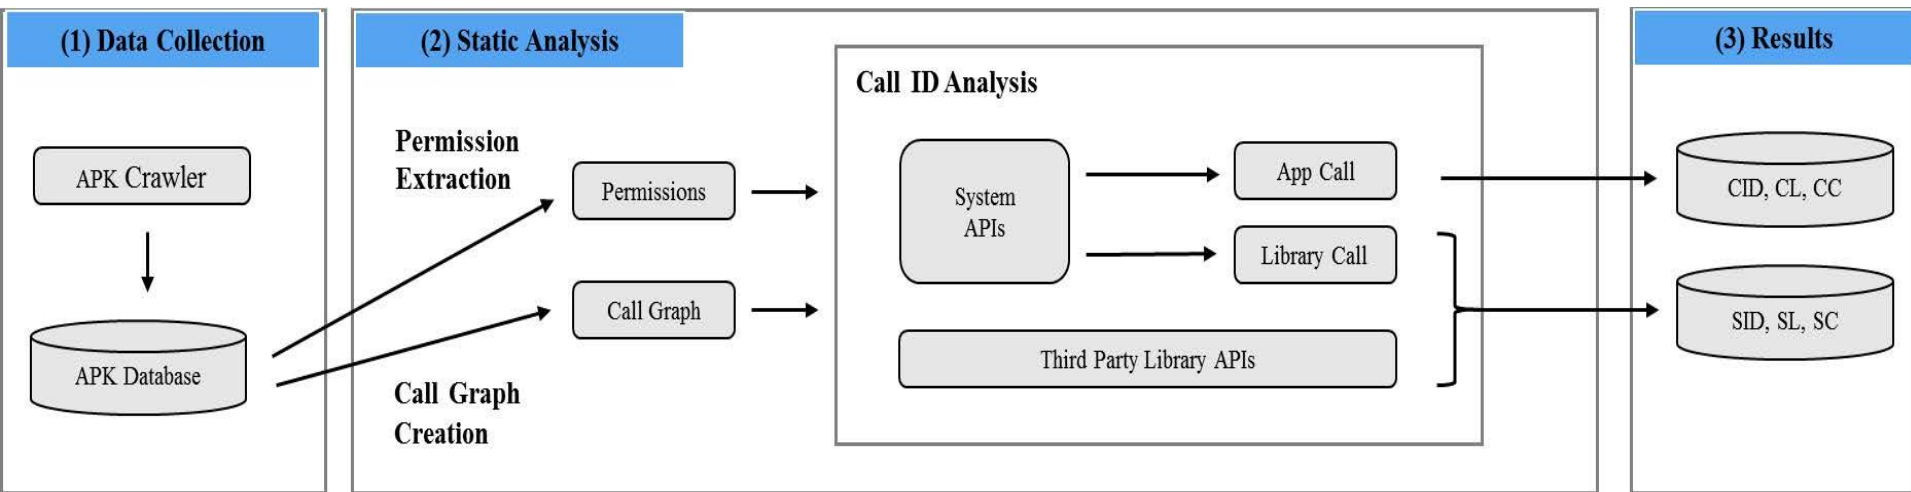 (1) Data Collection
APK Crawler
APK Database
(2) Static Analysis
Permission
Extraction
Permissions
Call Graph
Call Graph
Creation
Call ID Analysis
System
APIs
App Call
Library Call
Third Party Library APIs
(3) Results
CID, CL, CC
SID, SL, SC